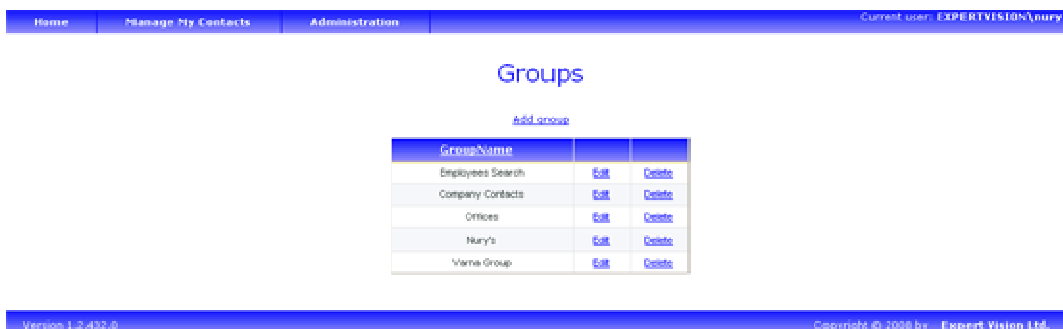 Home Manage My Contacts Administration Current user: EXPERTVISION\nury
Groups
Add group
GroupName
Employees Search Edit Delete
Company Contacts Edit Delete
Offices Edit Delete
Nury's Edit Delete
Varna Group Edit Delete
Version 1.2.432.0 Copyright © 2008 by Expert Vision Ltd.